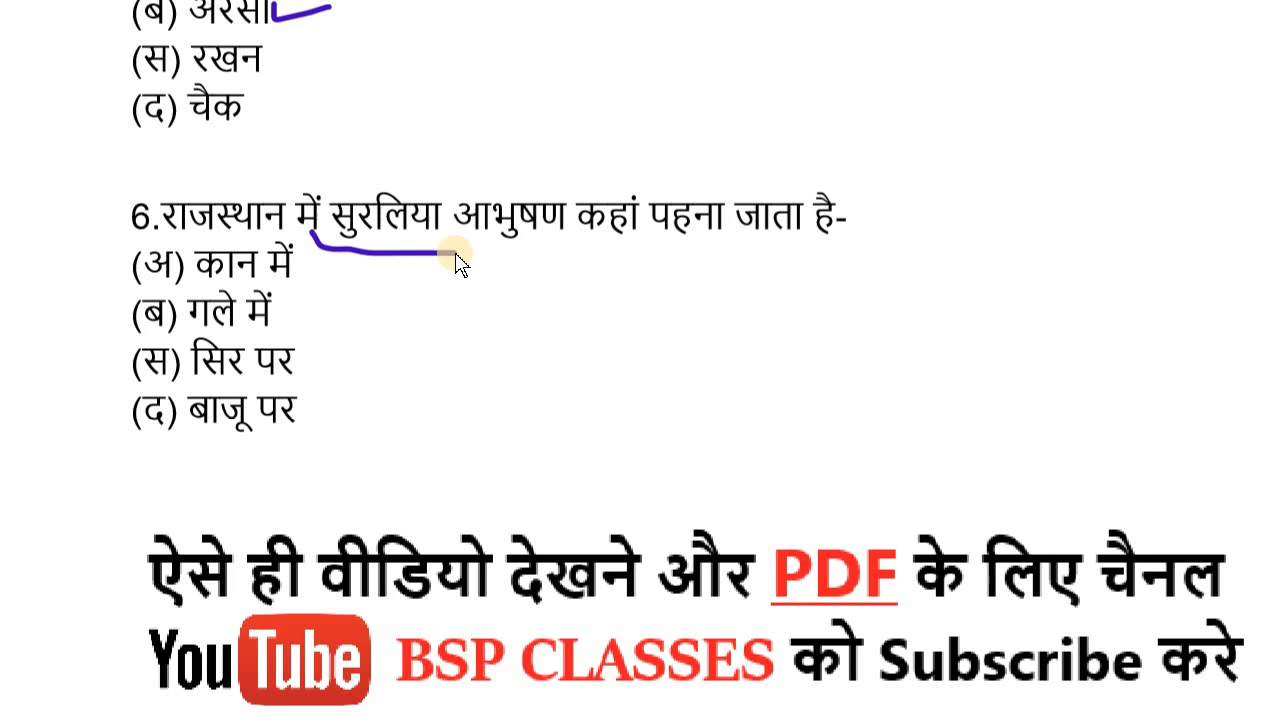 (ब) अरसी
(स) रखन
(द) चैक
6.राजस्थान में सुरलिया आभुषण कहां पहना जाता है-
(अ) कान में
(ब) गले में
(स) सिर पर
(द) बाजू पर
ऐसे ही वीडियो देखने और PDF के लिए चैनल
YouTube BSP CLASSES को Subscribe करे